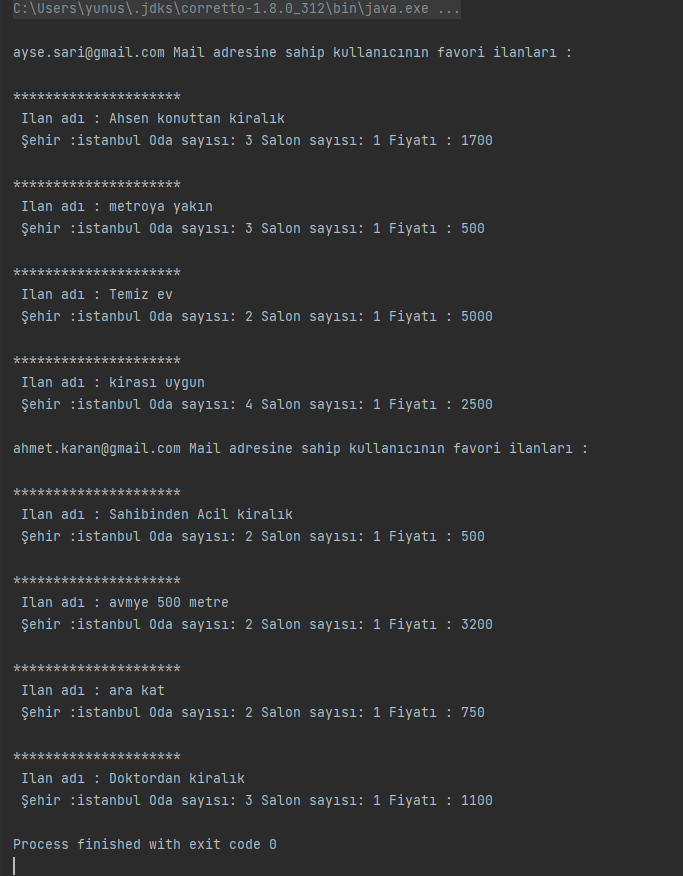 C:\Users\yunus\.jdks\corretto-1.8.0_312\bin\java.exe ...
ayse.sari@gmail.com Mail adresine sahip kullanıcının favori ilanları :
*********************
Ilan adı : Ahsen konuttan kiralık
Şehir :istanbul Oda sayısı: 3 Salon sayısı: 1 Fiyatı : 1700
*********************
Ilan adı : metroya yakın
Şehir :istanbul Oda sayısı: 3 Salon sayısı: 1 Fiyatı : 500
*********************
Ilan adı : Temiz ev
Şehir :istanbul Oda sayısı: 2 Salon sayısı: 1 Fiyatı : 5000
*********************
Ilan adı : kirası uygun
Şehir :istanbul Oda sayısı: 4 Salon sayısı: 1 Fiyatı : 2500
ahmet.karan@gmail.com Mail adresine sahip kullanıcının favori ilanları :
*********************
Ilan adı : Sahibinden Acil kiralık
Şehir :istanbul Oda sayısı: 2 Salon sayısı: 1 Fiyatı : 500
*********************
Ilan adı : avmye 500 metre
Şehir :istanbul Oda sayısı: 2 Salon sayısı: 1 Fiyatı : 3200
*********************
Ilan adı : ara kat
Şehir :istanbul Oda sayısı: 2 Salon sayısı: 1 Fiyatı : 750
*********************
Ilan adı : Doktordan kiralık
Şehir :istanbul Oda sayısı: 3 Salon sayısı: 1 Fiyatı : 1100
Process finished with exit code 0